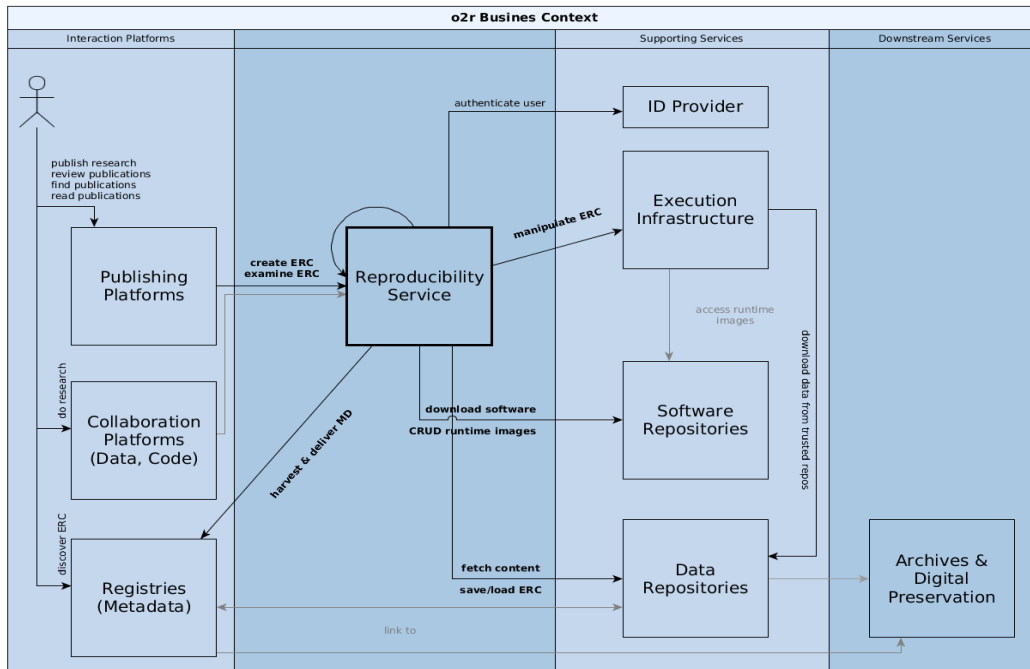 o2r Busines Context
Interaction Platforms
Supporting Services
Downstream Services
authenticate user
ID Provider
publish research
review publications
find publications
read publications
Execution
Infrastructure
manipulate ERC
Publishing
Platforms
create ERC
examine ERC
Reproducibility
Service
access runtime
images
download data from trusted repos
do research
Collaboration
Platforms
(Data, Code)
harvest & deliver MD
download software
CRUD runtime images
Software
Repositories
discover ERC
Registries
(Metadata)
fetch content
save/load ERC
Data
Repositories
Archives &
Digital
Preservation
link to